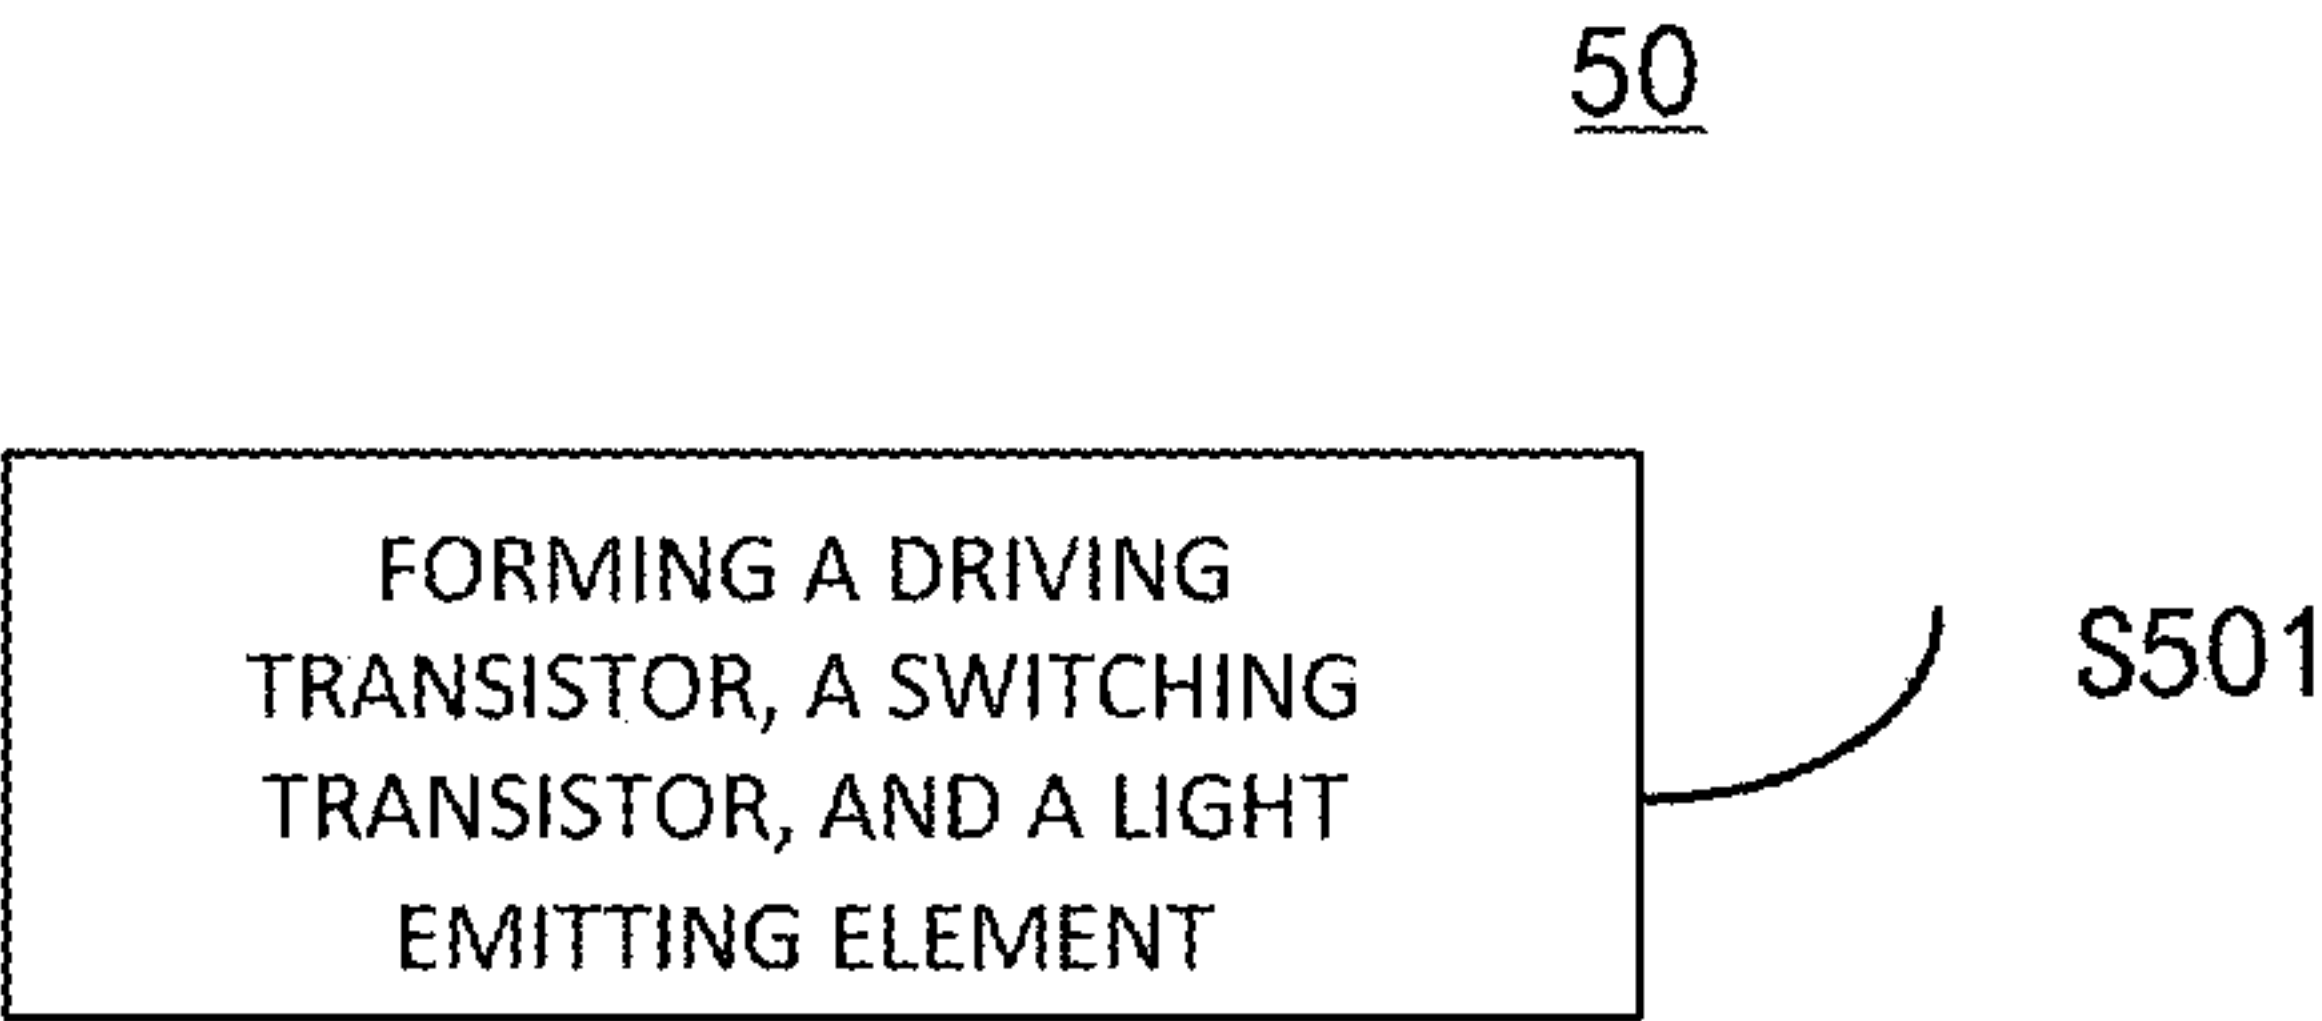 50
FORMING A DRIVING
TRANSISTOR, A SWITCHING
TRANSISTOR, AND A LIGHT
EMITTING ELEMENT
S501